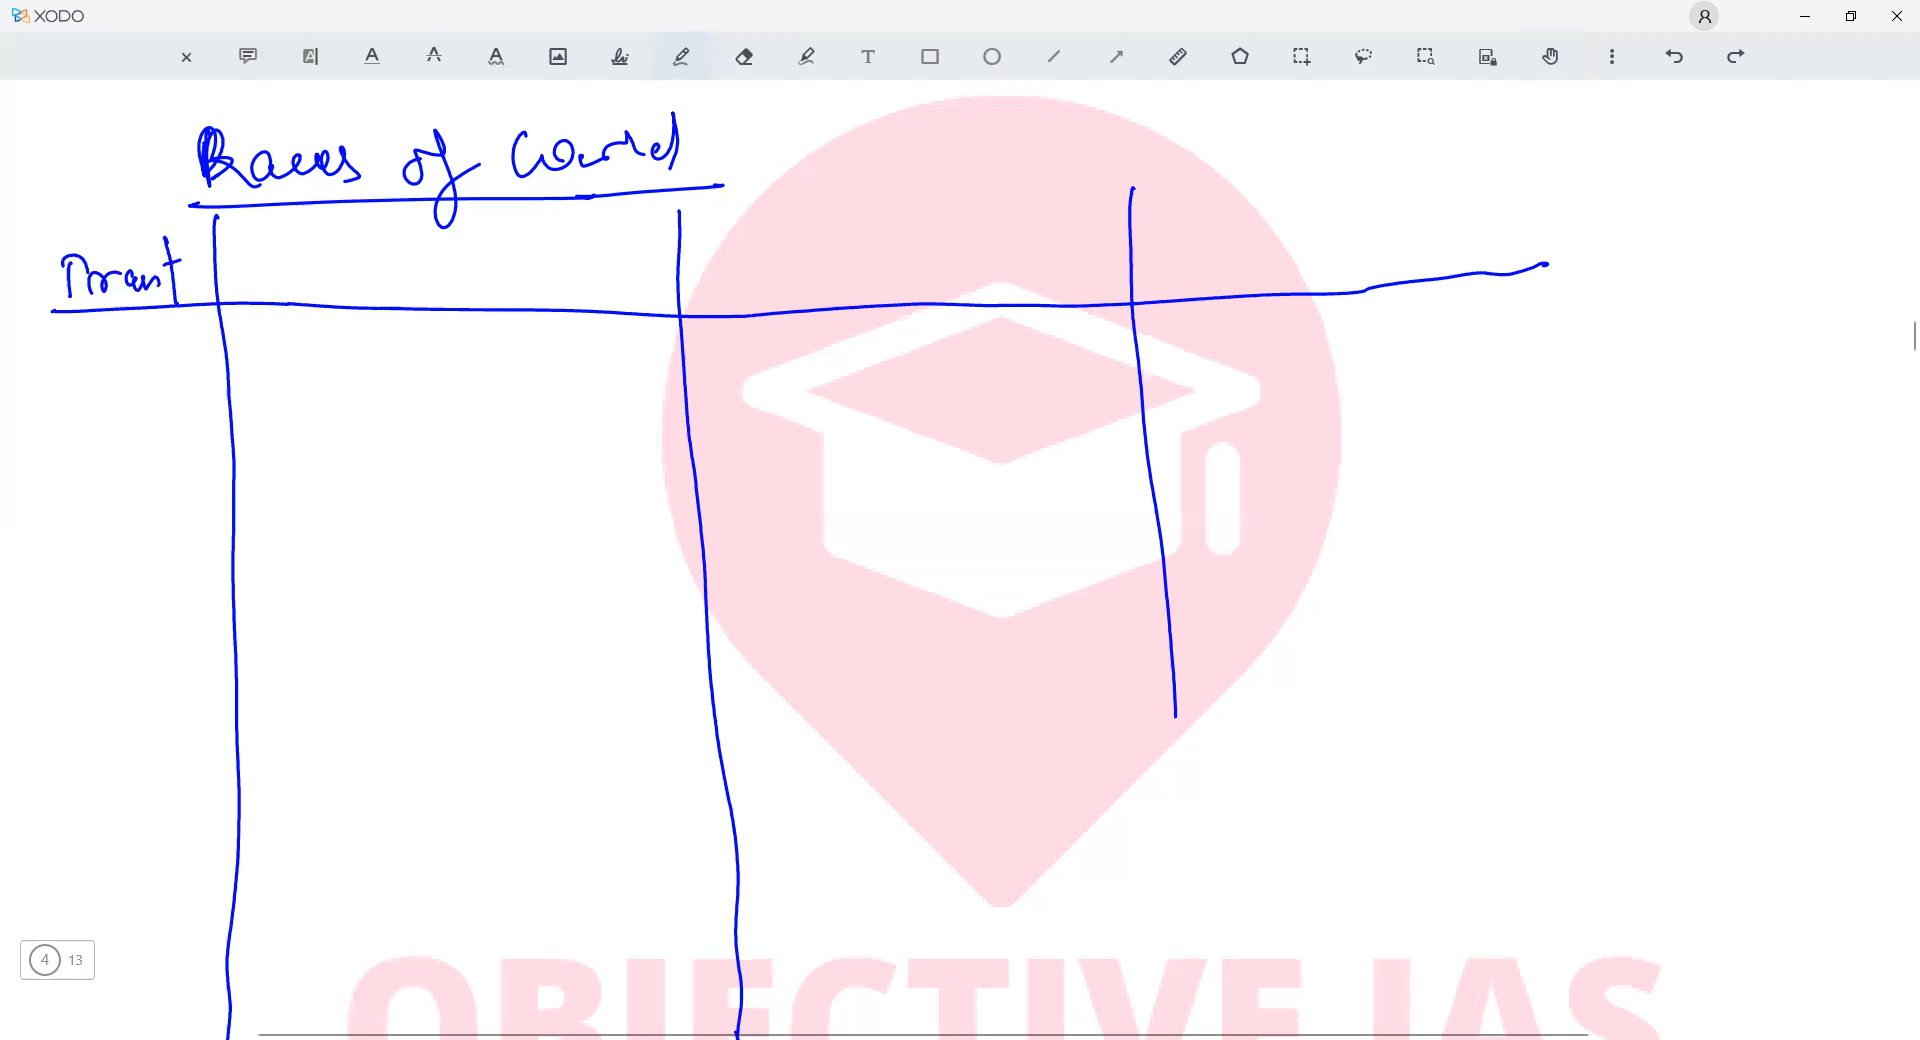 XODO
Races of World
Trait
4 13
OBJECTIVE IAS